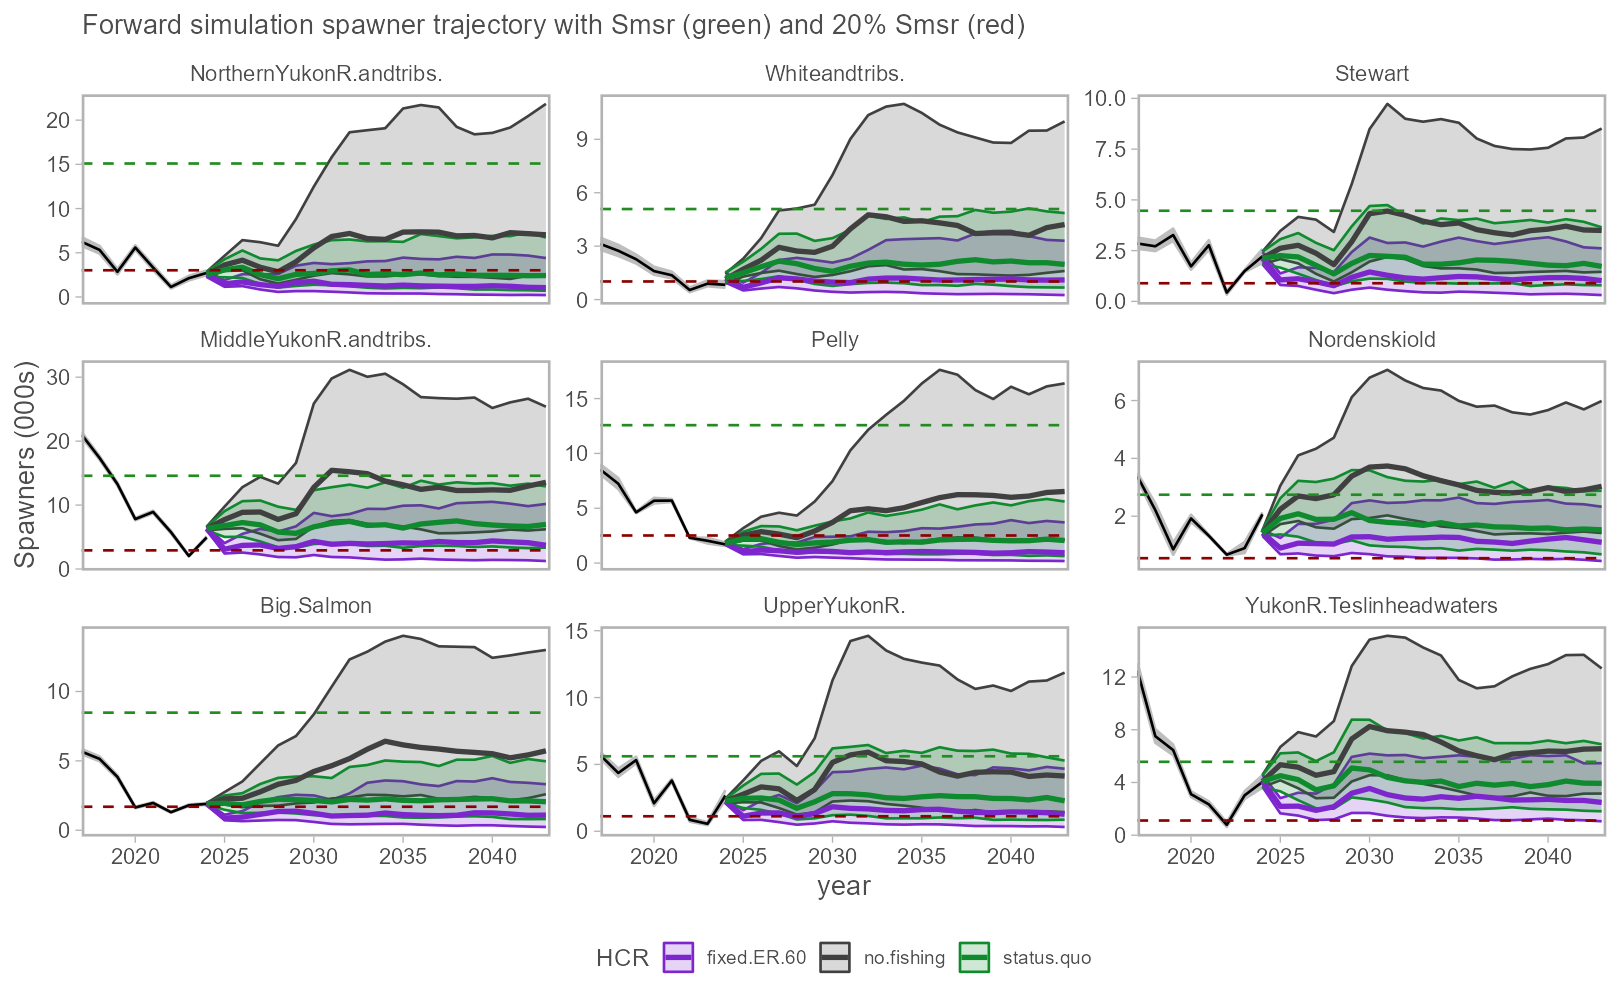 Forward simulation spawner trajectory with Smsr (green) and 20% Smsr (red)
NorthernYukonR.andtribs.
Whiteandtribs.
Stewart
20
15
10
5
0
9
6
3
0
10.0
7.5
5.0
2.5
0.0
MiddleYukonR.andtribs.
Pelly
Nordenskiold
30
20
10
0
15
10
5
0
6
4
2
Big.Salmon
UpperYukonR.
YukonR.Teslinheadwaters
10
5
0
15
10
5
0
12
8
4
0
2020 2025 2030 2035 2040
2020 2025 2030 2035 2040
2020 2025 2030 2035 2040
Spawners (000s)
year
HCR fixed.ER.60 no.fishing status.quo